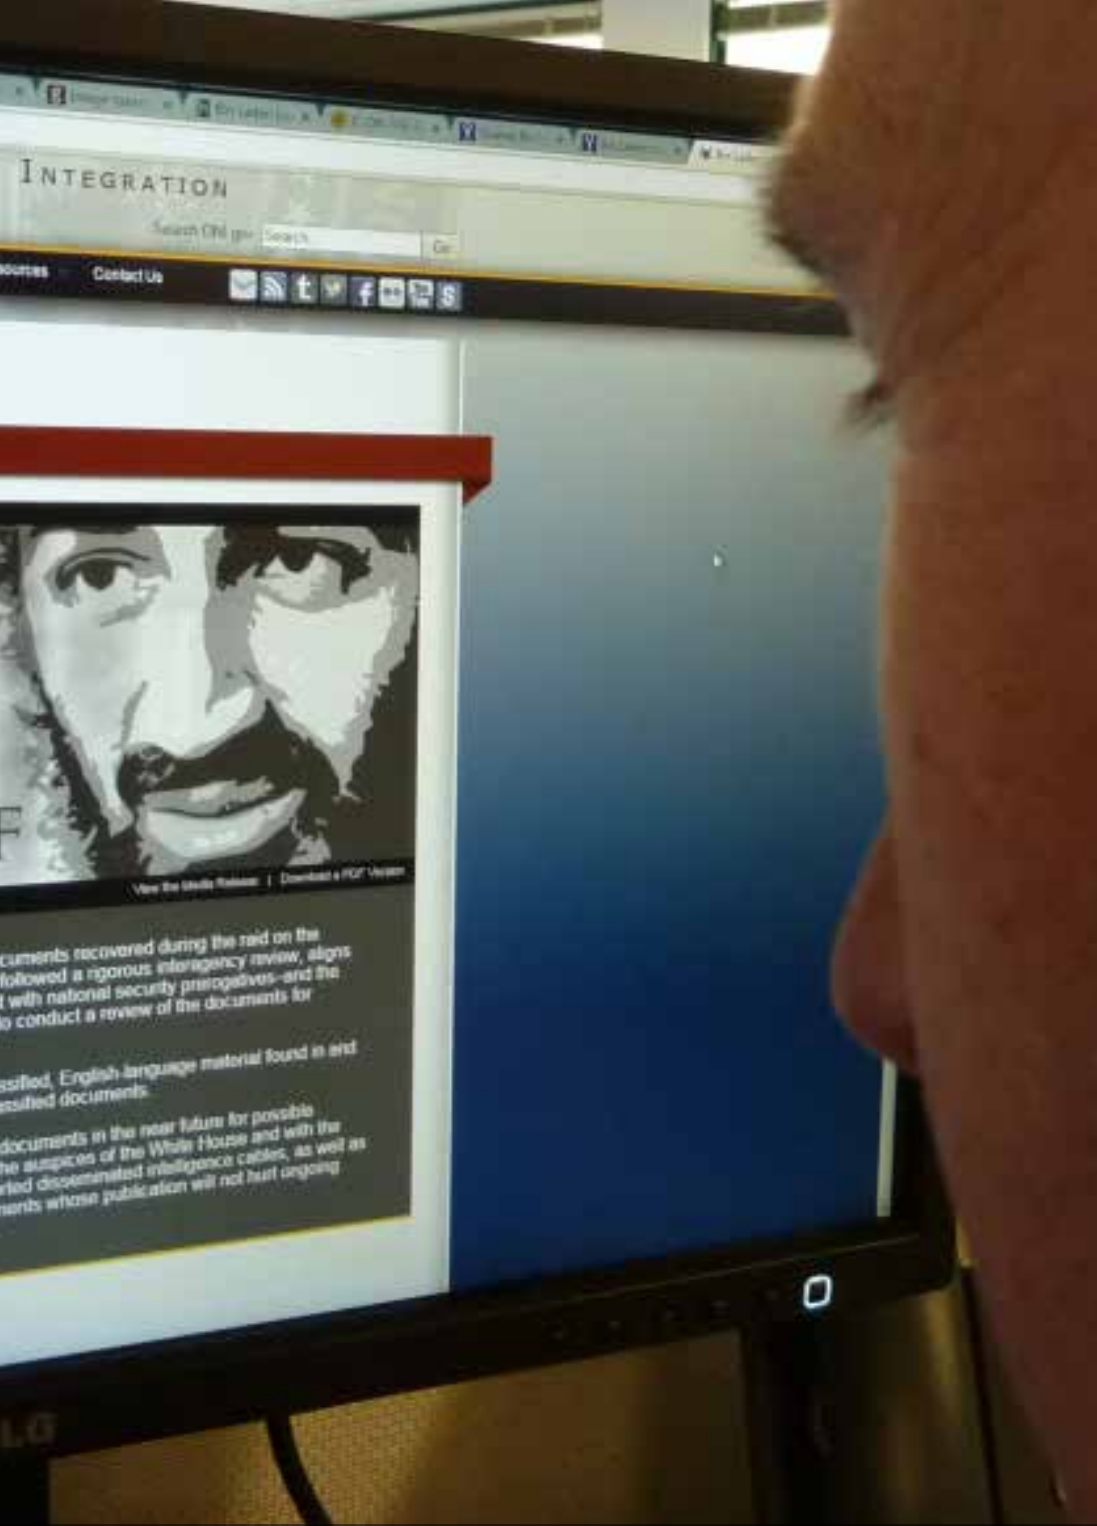 INTEGRATION
Search DNI.gov Search Go
sources Contact Us
t f S
F
View the Media Release | Download a PDF Version
cuments recovered during the raid on the
followed a rigorous interagency review, aligns
t with national security prerogatives–and the
o conduct a review of the documents for
ssified, English-language material found in and
ssified documents.
documents in the near future for possible
he auspices of the White House and with the
rted disseminated intelligence cables, as well as
ments whose publication will not hurt ongoing
LG